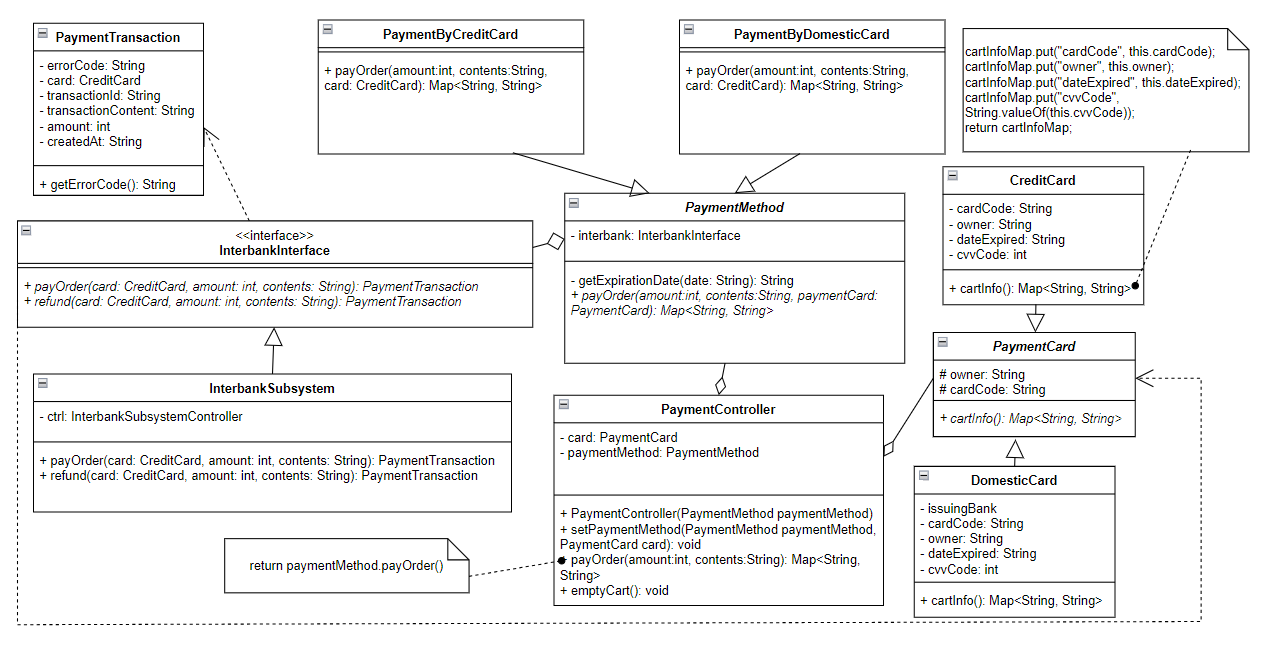 PaymentTransaction
- errorCode: String
- card: CreditCard
- transactionId: String
- transactionContent: String
- amount: int
- createdAt: String
+ getErrorCode(): String
PaymentByCreditCard
+ payOrder(amount:int, contents:String,
card: CreditCard): Map<String, String>
PaymentByDomesticCard
+ payOrder(amount:int, contents:String,
card: CreditCard): Map<String, String>
cartInfoMap.put("cardCode", this.cardCode);
cartInfoMap.put("owner", this.owner);
cartInfoMap.put("dateExpired", this.dateExpired);
cartInfoMap.put("cvvCode",
String.valueOf(this.cvvCode));
return cartInfoMap;
CreditCard
- cardCode: String
- owner: String
- dateExpired: String
- cvvCode: int
+ cartInfo(): Map<String, String>
<<interface>>
InterbankInterface
+ payOrder(card: CreditCard, amount: int, contents: String): PaymentTransaction
+ refund(card: CreditCard, amount: int, contents: String): PaymentTransaction
PaymentMethod
- interbank: InterbankInterface
- getExpirationDate(date: String): String
+ payOrder(amount:int, contents:String, paymentCard:
PaymentCard): Map<String, String>
PaymentCard
# owner: String
# cardCode: String
+ cartInfo(): Map<String, String>
InterbankSubsystem
- ctrl: InterbankSubsystemController
+ payOrder(card: CreditCard, amount: int, contents: String): PaymentTransaction
+ refund(card: CreditCard, amount: int, contents: String): PaymentTransaction
PaymentController
- card: PaymentCard
- paymentMethod: PaymentMethod
+ PaymentController(PaymentMethod paymentMethod)
+ setPaymentMethod(PaymentMethod paymentMethod,
PaymentCard card): void
+ payOrder(amount:int, contents:String): Map<String,
String>
+ emptyCart(): void
DomesticCard
- issuingBank
- cardCode: String
- owner: String
- dateExpired: String
- cvvCode: int
+ cartInfo(): Map<String, String>
return paymentMethod.payOrder()